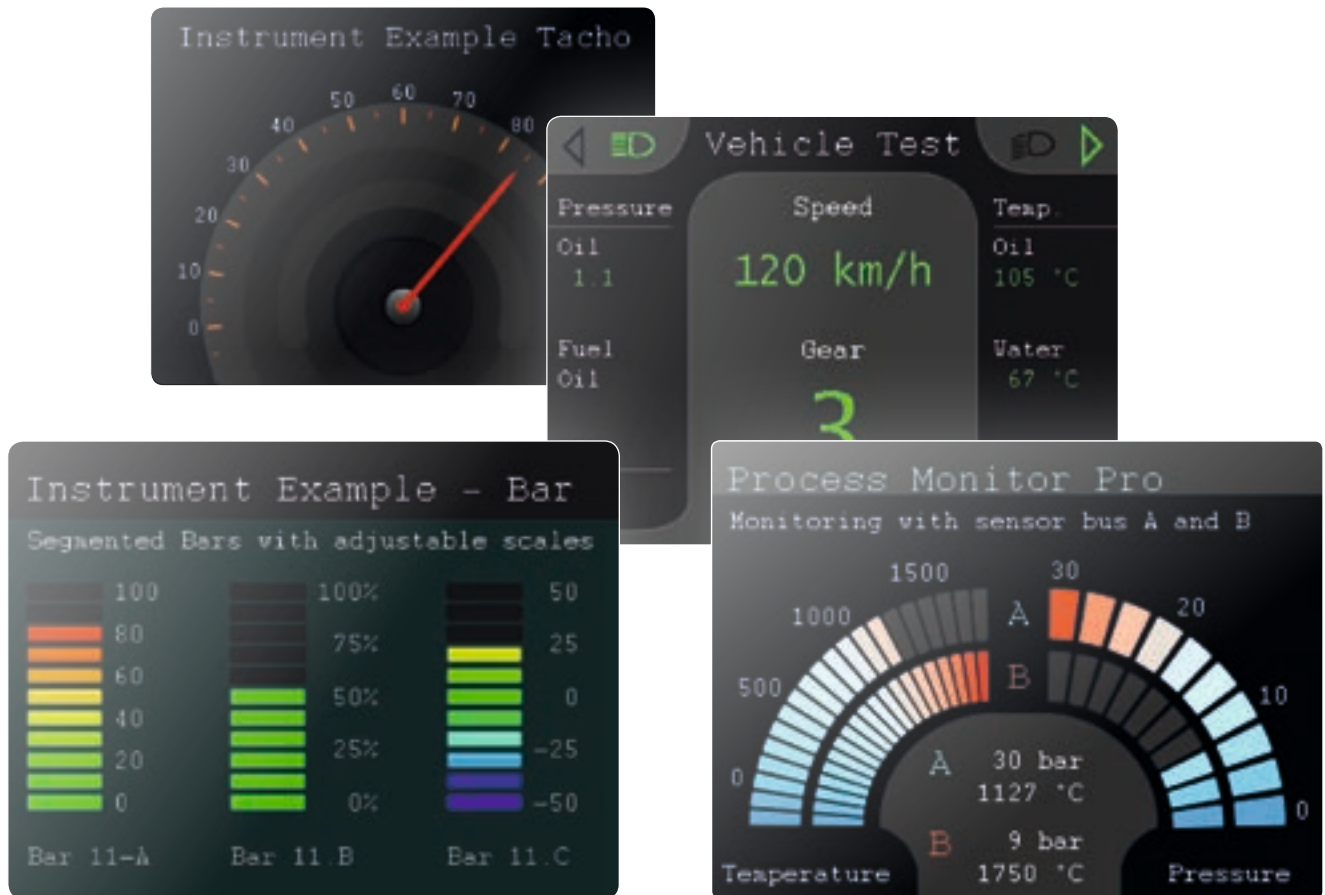 Instrument Example Tacho
60
50
70
40
80
30
20
10
0
Vehicle Test
Pressure
Speed
Temp.
Oil
1.1
120 km/h
Oil
105 °C
Fuel
Oil
Gear
3
Water
67 °C
Instrument Example - Bar
Segmented Bars with adjustable scales
100
80
60
40
20
0
Bar 11-A
100%
75%
50%
25%
0%
Bar 11.B
50
25
0
-25
-50
Bar 11.C
Process Monitor Pro
Monitoring with sensor bus A and B
1500
1000
500
0
A
B
30
20
10
0
A 30 bar
1127 °C
B 9 bar
1750 °C
Temperature
Pressure